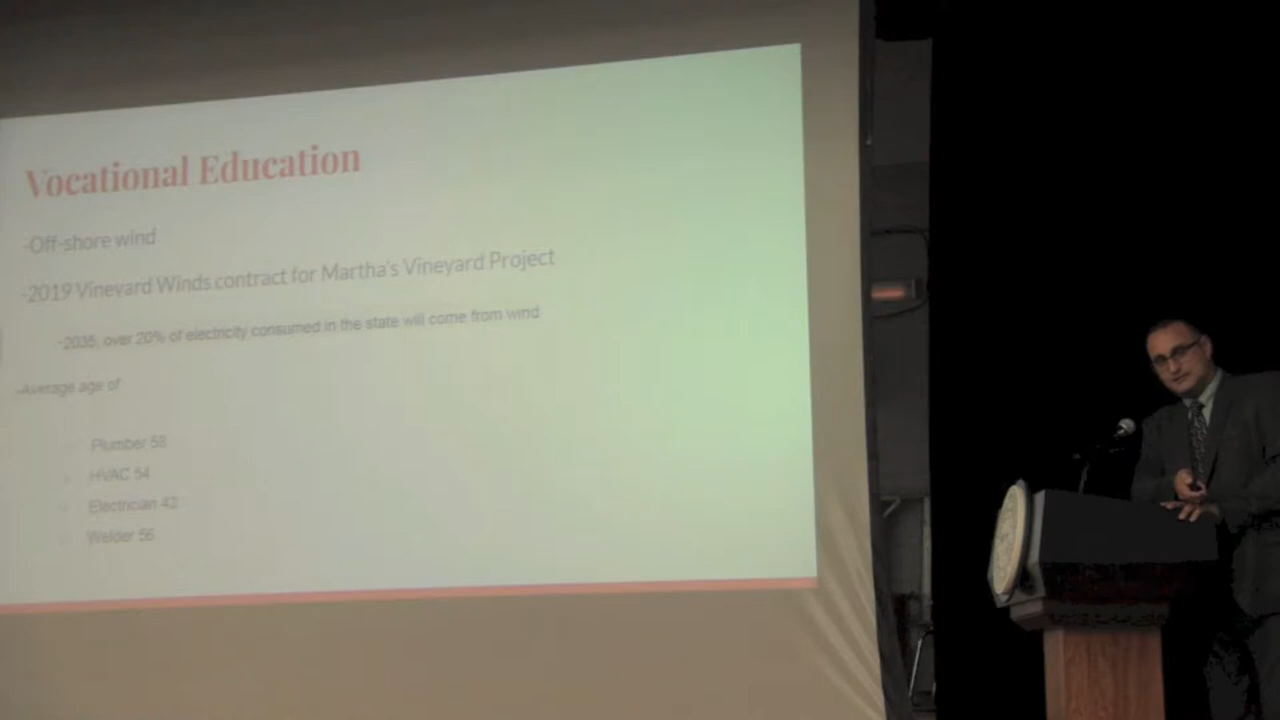 Vocational Education
-Off-shore wind
-2019 Vineyard Winds contract for Martha's Vineyard Project
-2035, over 20% of electricity consumed in the state will come from wind
-Average age of
Plumber 58
HVAC 54
Electrician 42
Welder 56